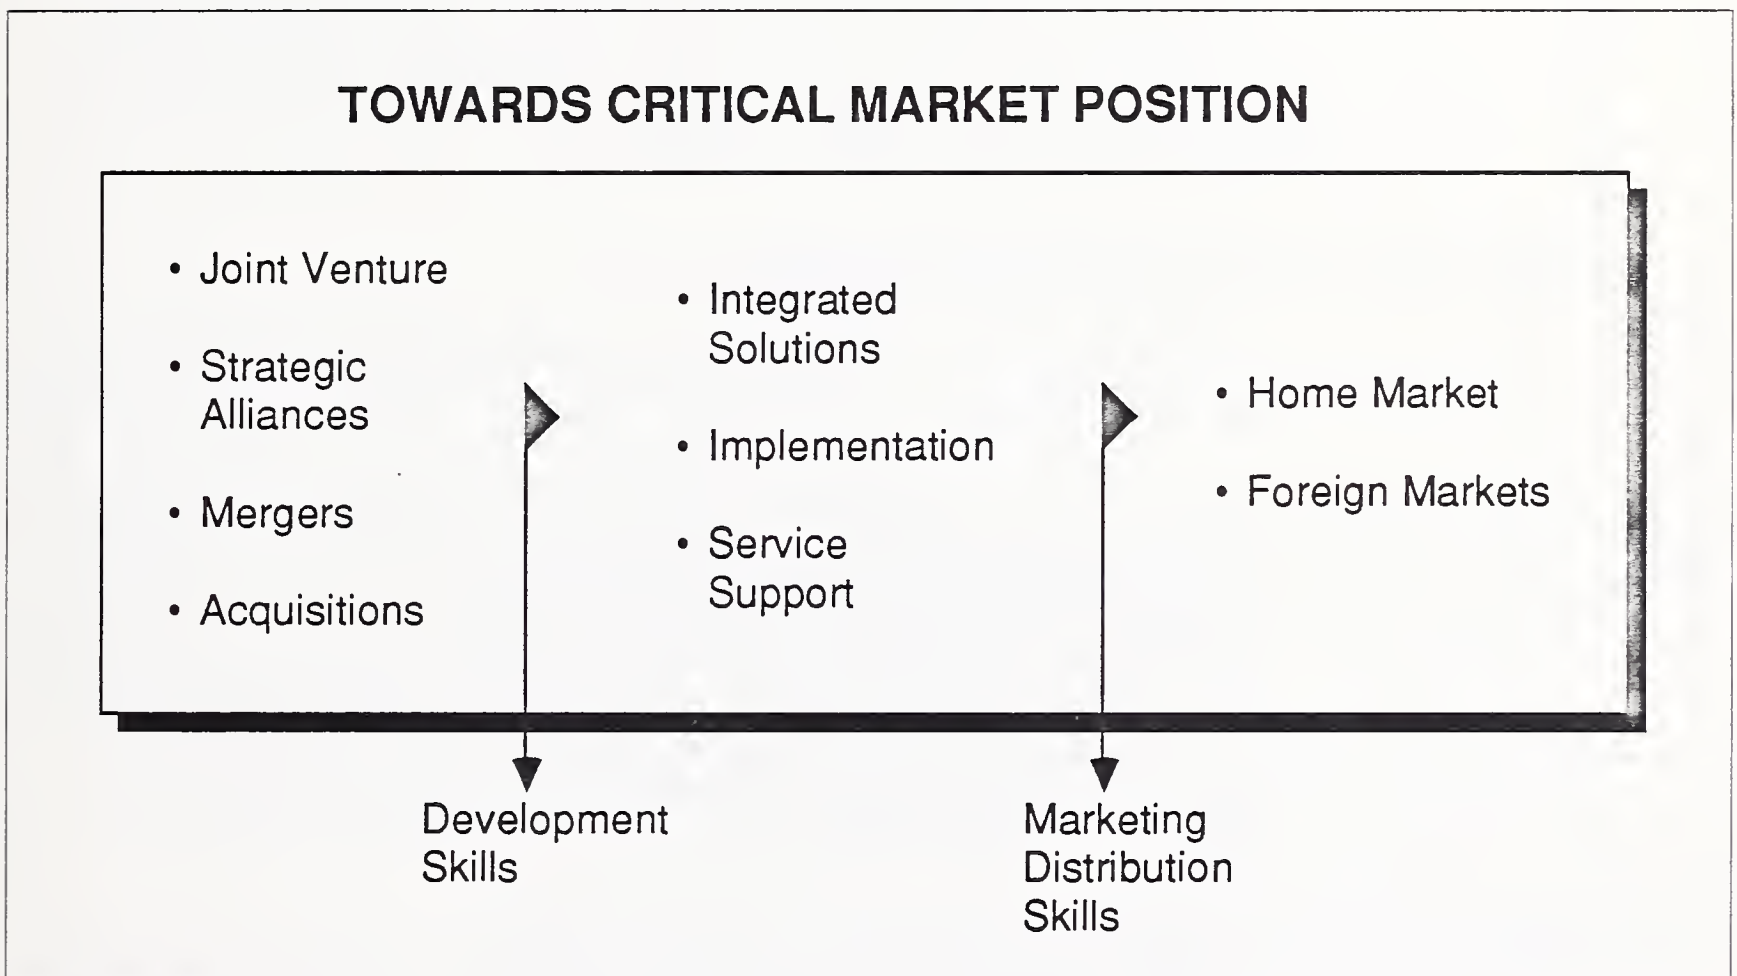 TOWARDS CRITICAL MARKET POSITION
• Joint Venture
• Strategic
Alliances
• Mergers
• Acquisitions
• Integrated
Solutions
• Implementation
• Service
Support
• Home Market
• Foreign Markets
Development
Skills
Marketing
Distribution
Skills